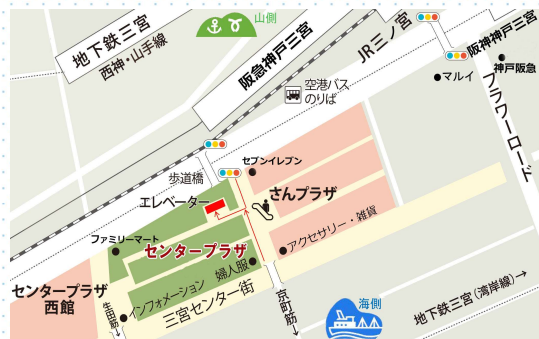 山側
地下鉄三宮
西神・山手線
阪急神戸三宮
JR三ノ宮
阪神神戸三宮
神戸阪急
マルイ
フラワーロード
空港バス
のりば
セブンイレブン
歩道橋
エレベーター
さんプラザ
ファミリーマート
センタープラザ
アクセサリー・雑貨
婦人服
インフォメーション
センタープラザ
西館
生田筋→
三宮センター街
京町筋→
海側
地下鉄三宮(湾岸線)→